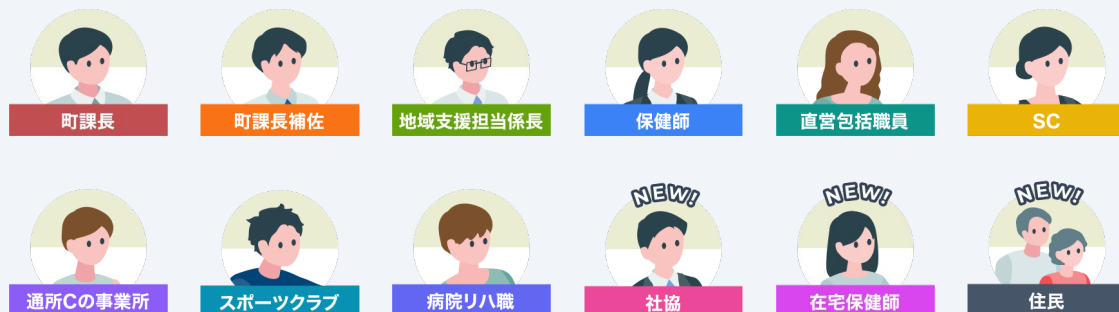 町課長
町課長補佐
地域支援担当係長
保健師
直営包括職員
SC
NEW!
NEW!
NEW!
通所Cの事業所
スポーツクラブ
病院リハ職
社協
在宅保健師
住民